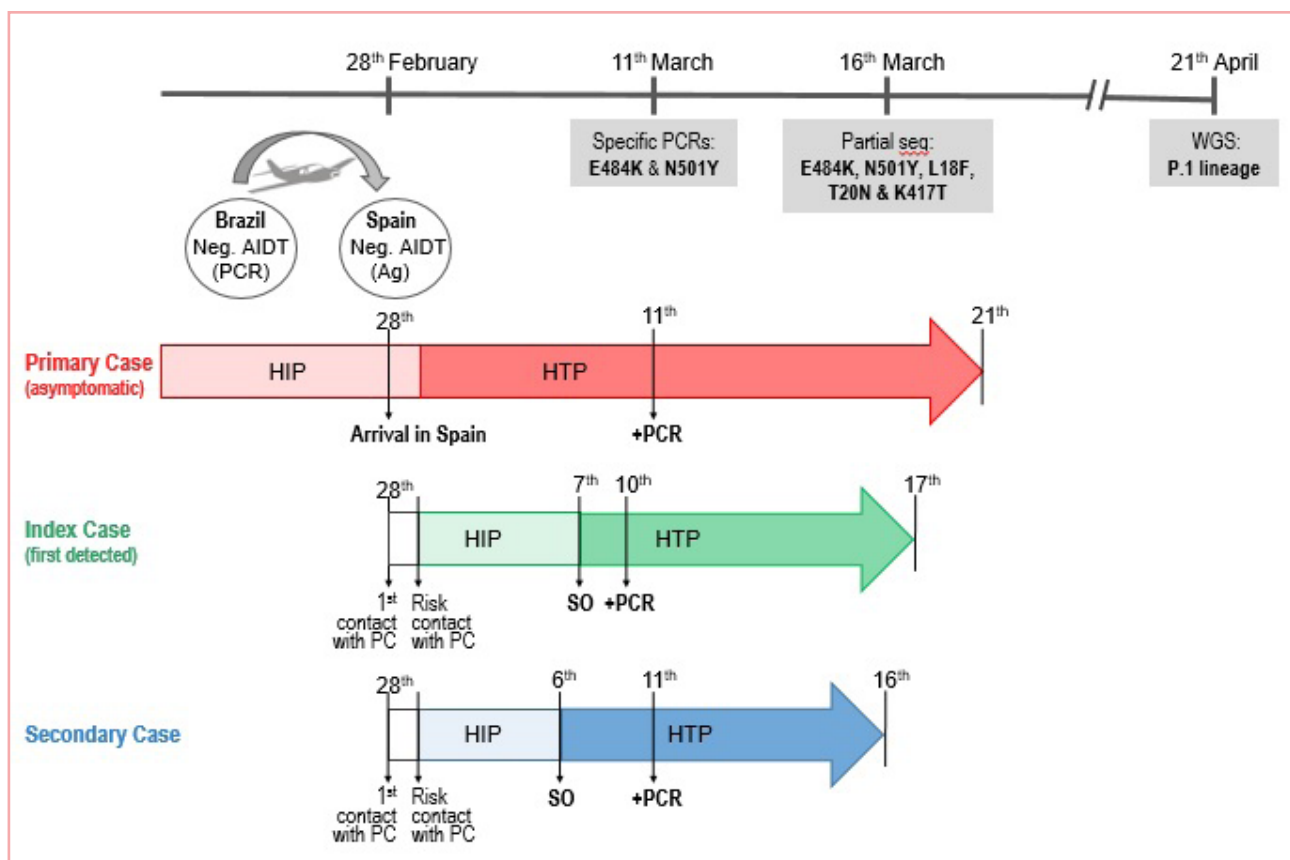 28th February
11th March
16th March
21th April
Specific PCRs:
E484K & N501Y
Partial seq:
E484K, N501Y, L18F,
T20N & K417T
WGS:
P.1 lineage
Brazil
Neg. AIDT
(PCR)
Spain
Neg. AIDT
(Ag)
28th
11th
21th
Primary Case
(asymptomatic)
HIP
HTP
Arrival in Spain
+PCR
28th
7th
10th
17th
Index Case
(first detected)
HIP
HTP
1st
contact
with PC
Risk
contact
with PC
SO
+PCR
28th
6th
11th
16th
Secondary Case
HIP
HTP
1st
contact
with PC
Risk
contact
with PC
SO
+PCR